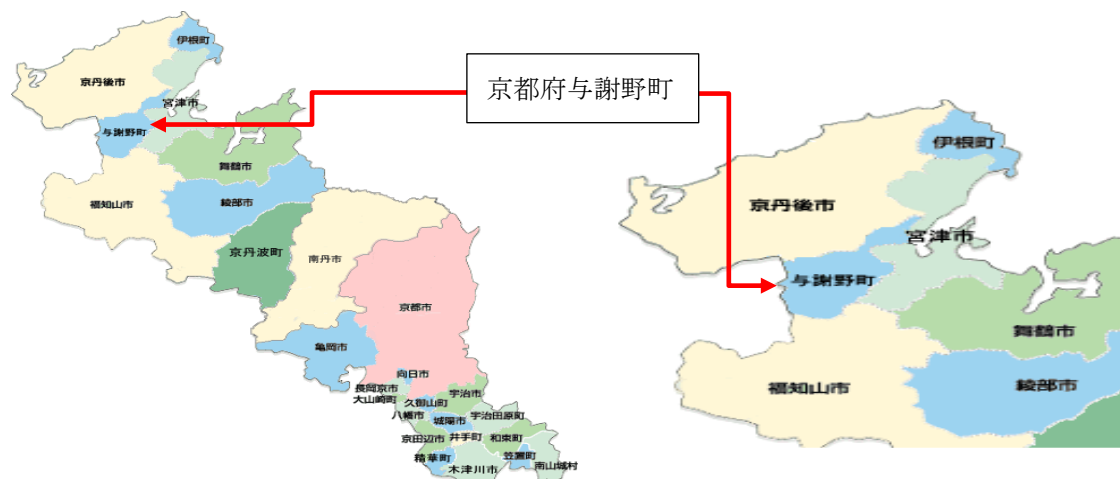 伊根町
京丹後市
宮津市
与謝野町
舞鶴市
福知山市
綾部市
京丹波町
南丹市
京都市
亀岡市
向日市
長岡京市
大山崎町
宇治市
久御山町
八幡市
城陽市
宇治田原町
京田辺市
井手町
和束町
精華町
笠置町
木津川市
南山城村
京都府与謝野町
伊根町
京丹後市
宮津市
与謝野町
舞鶴市
福知山市
綾部市